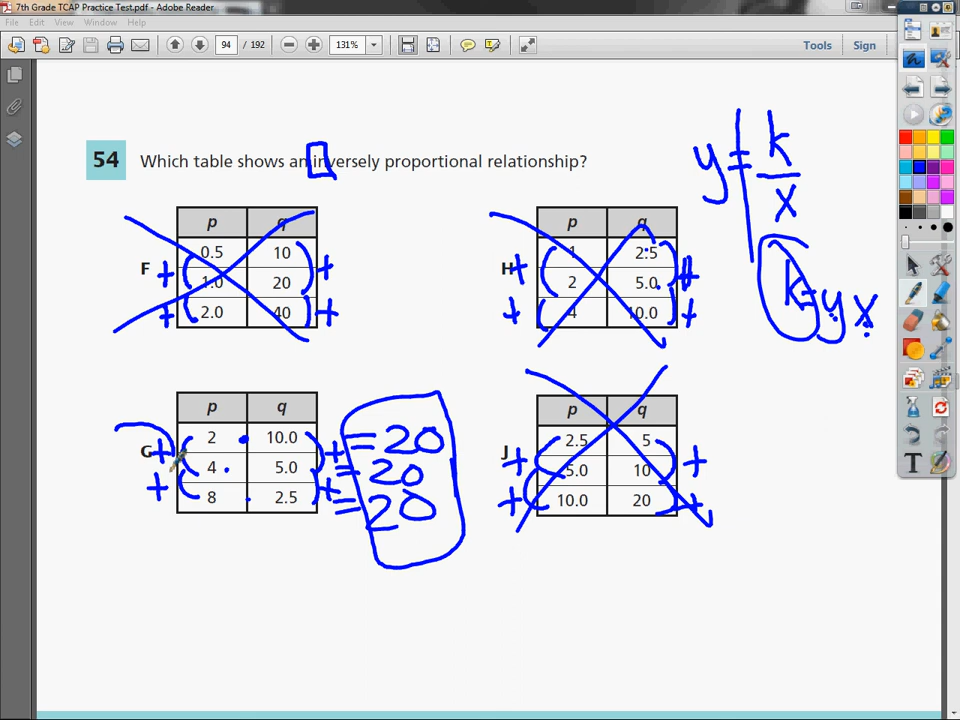 7th Grade TCAP Practice Test.pdf - Adobe Reader
File Edit View Window Help
94 / 192 131% Tools Sign
54 Which table shows an inversely proportional relationship?
y = k/x
k = yx
F
p q
0.5 10
1.0 20
2.0 40
+ +
+ +
H
p q
1 2.5
2 5.0
4 10.0
+ +
+ +
G
p q
2 · 10.0 = 20
4 · 5.0 = 20
8 · 2.5 = 20
+ +
+ +
J
p q
2.5 5
5.0 10
10.0 20
+ +
+ +
T